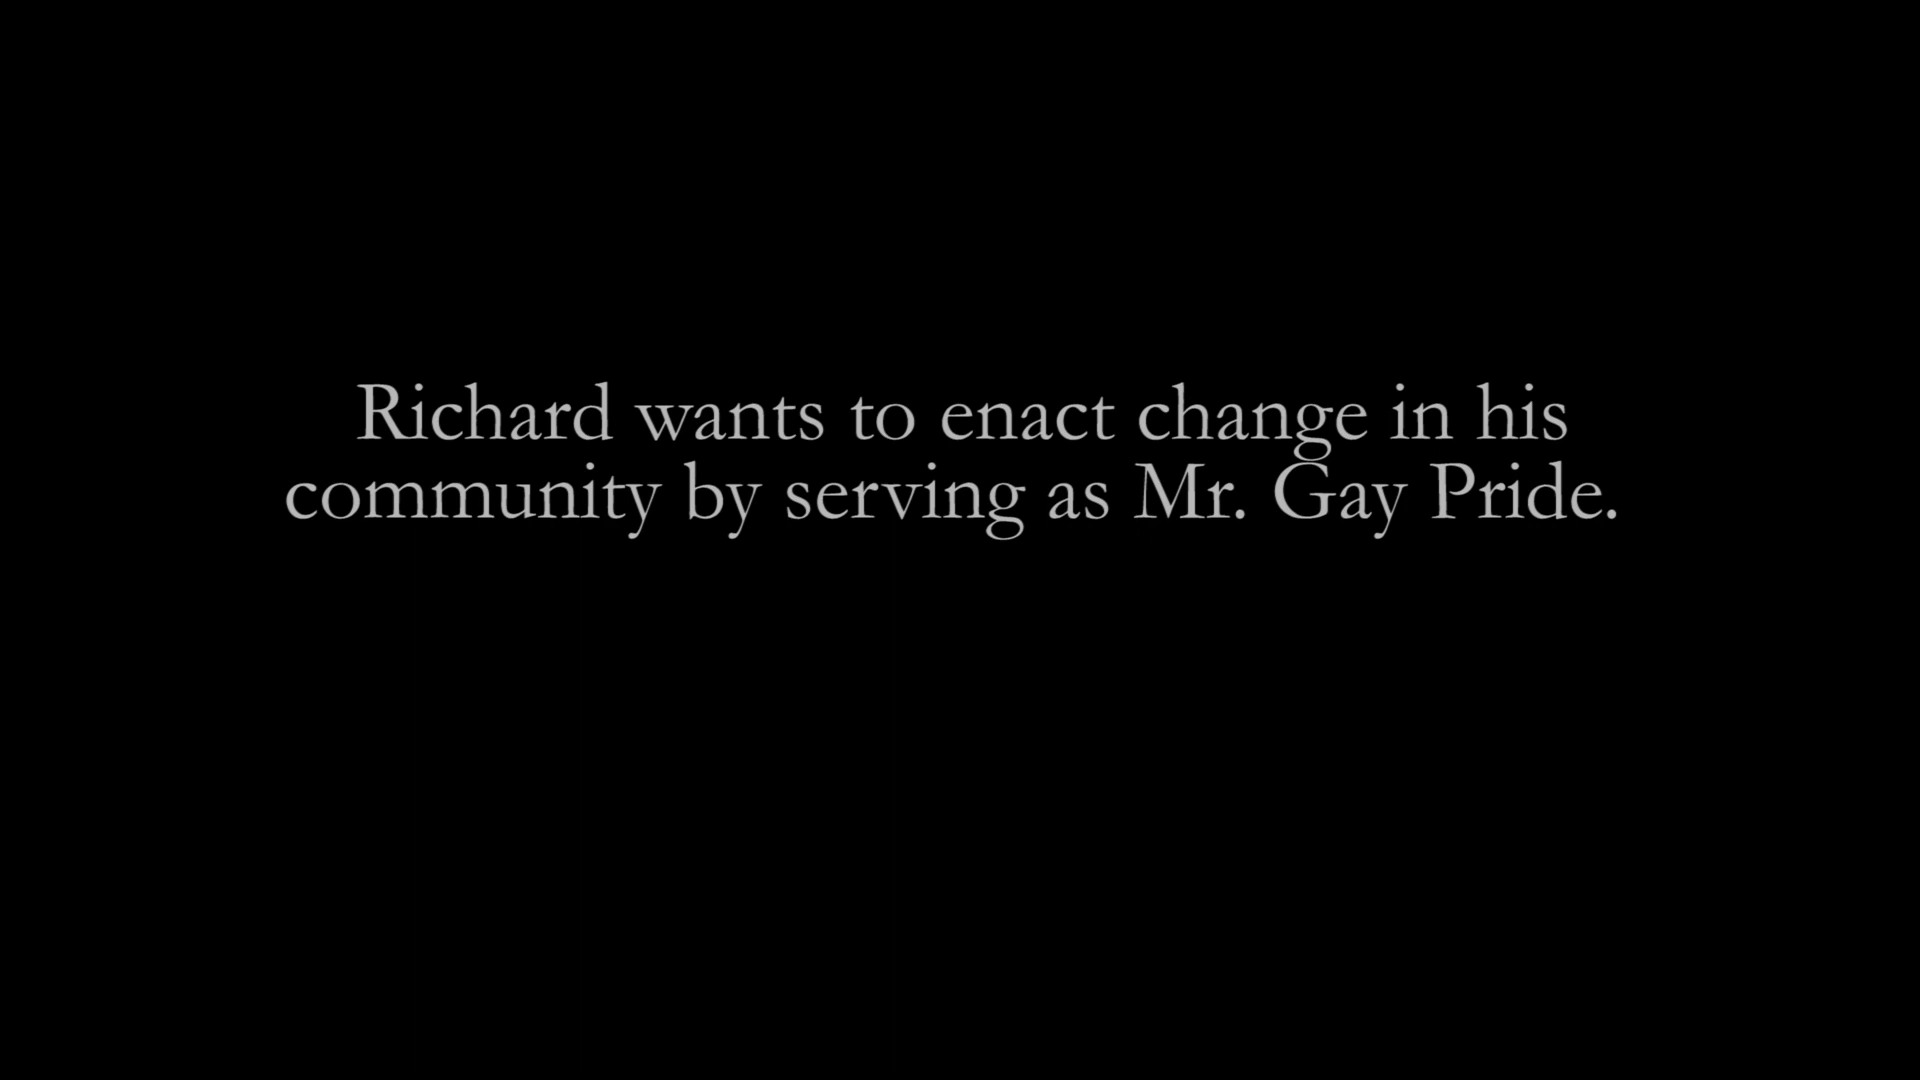 Richard wants to enact change in his
community by serving as Mr. Gay Pride.